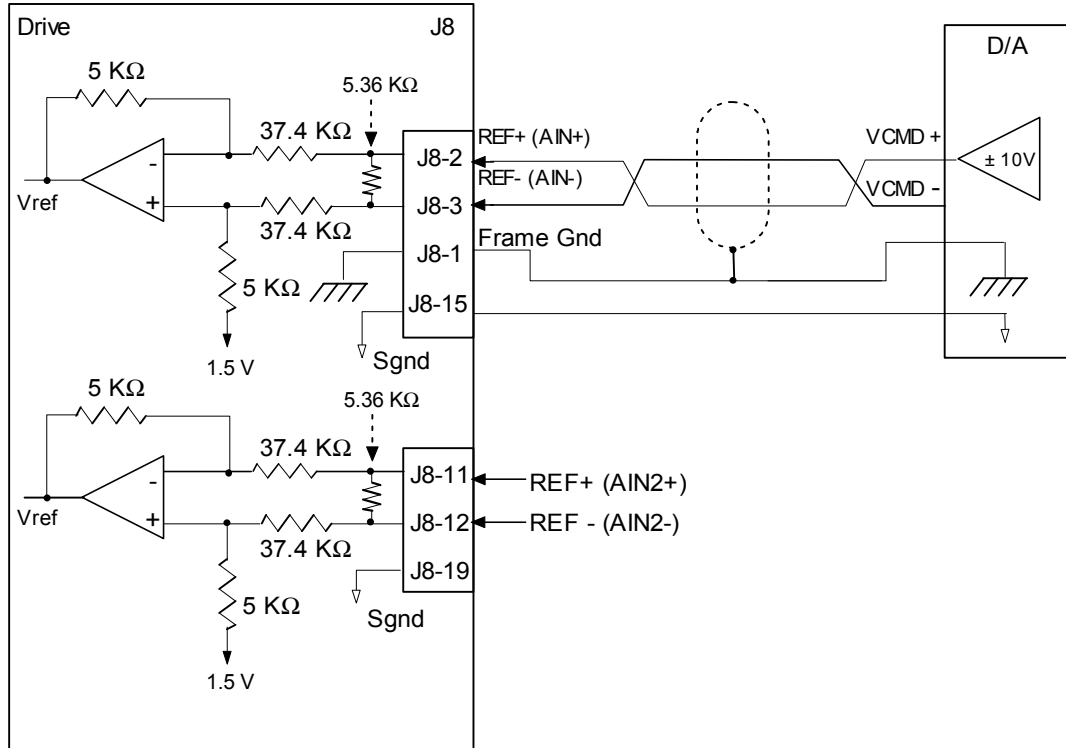 Drive
J8
D/A
5 KΩ
5.36 KΩ
37.4 KΩ
-
+
Vref
37.4 KΩ
5 KΩ
1.5 V
J8-2
J8-3
J8-1
J8-15
Sgnd
REF+ (AIN+)
REF- (AIN-)
Frame Gnd
VCMD +
VCMD -
± 10V
5 KΩ
5.36 KΩ
37.4 KΩ
-
+
Vref
37.4 KΩ
5 KΩ
1.5 V
J8-11
J8-12
J8-19
Sgnd
REF+ (AIN2+)
REF - (AIN2-)